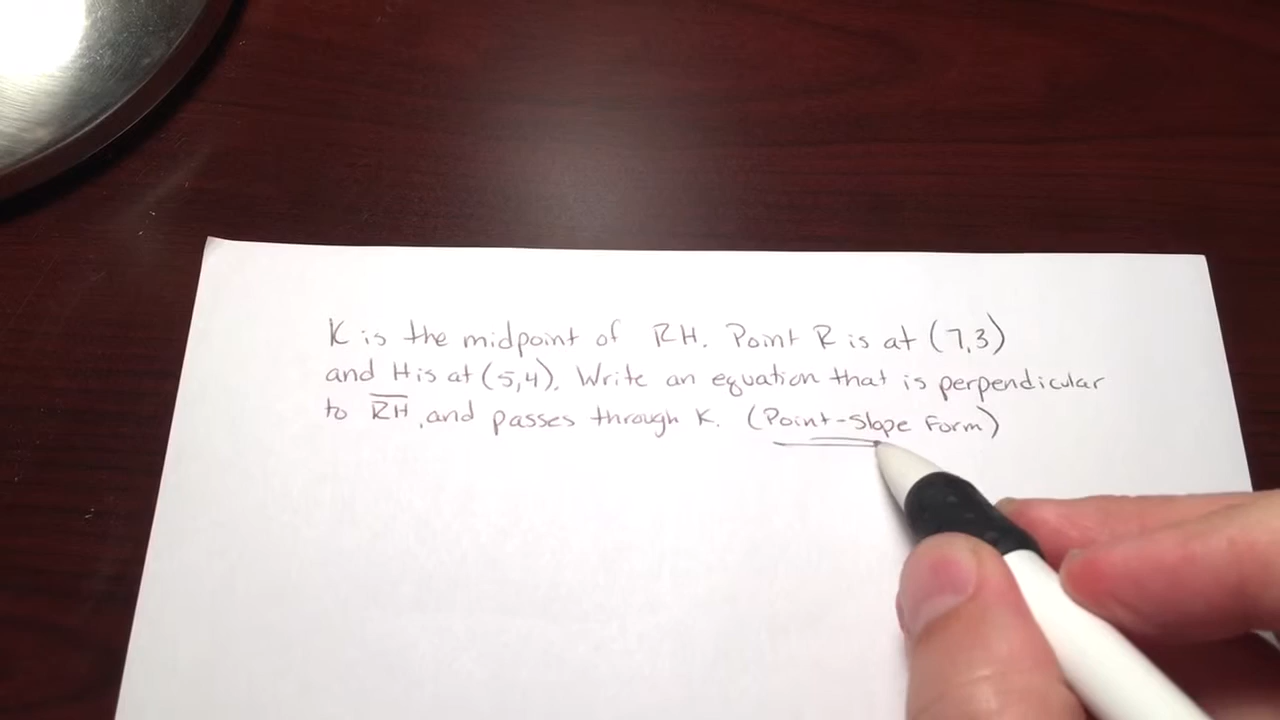 K is the midpoint of RH. Point R is at (7,3)
and H is at (5,4). Write an equation that is perpendicular
to RH, and passes through K. (Point-Slope Form)